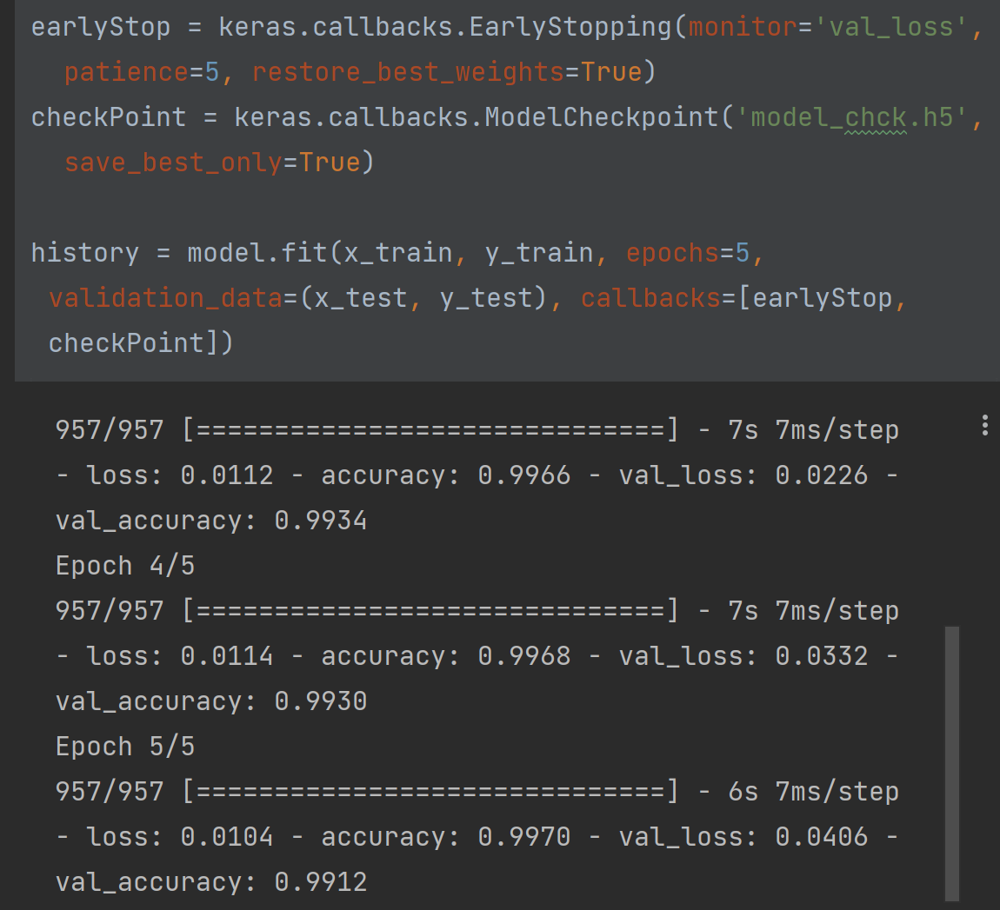 earlyStop = keras.callbacks.EarlyStopping(monitor='val_loss',
patience=5, restore_best_weights=True)
checkPoint = keras.callbacks.ModelCheckpoint('model_chck.h5',
save_best_only=True)
history = model.fit(x_train, y_train, epochs=5,
validation_data=(x_test, y_test), callbacks=[earlyStop,
checkPoint])
957/957 [==============================] - 7s 7ms/step
- loss: 0.0112 - accuracy: 0.9966 - val_loss: 0.0226 -
val_accuracy: 0.9934
Epoch 4/5
957/957 [==============================] - 7s 7ms/step
- loss: 0.0114 - accuracy: 0.9968 - val_loss: 0.0332 -
val_accuracy: 0.9930
Epoch 5/5
957/957 [==============================] - 6s 7ms/step
- loss: 0.0104 - accuracy: 0.9970 - val_loss: 0.0406 -
val_accuracy: 0.9912